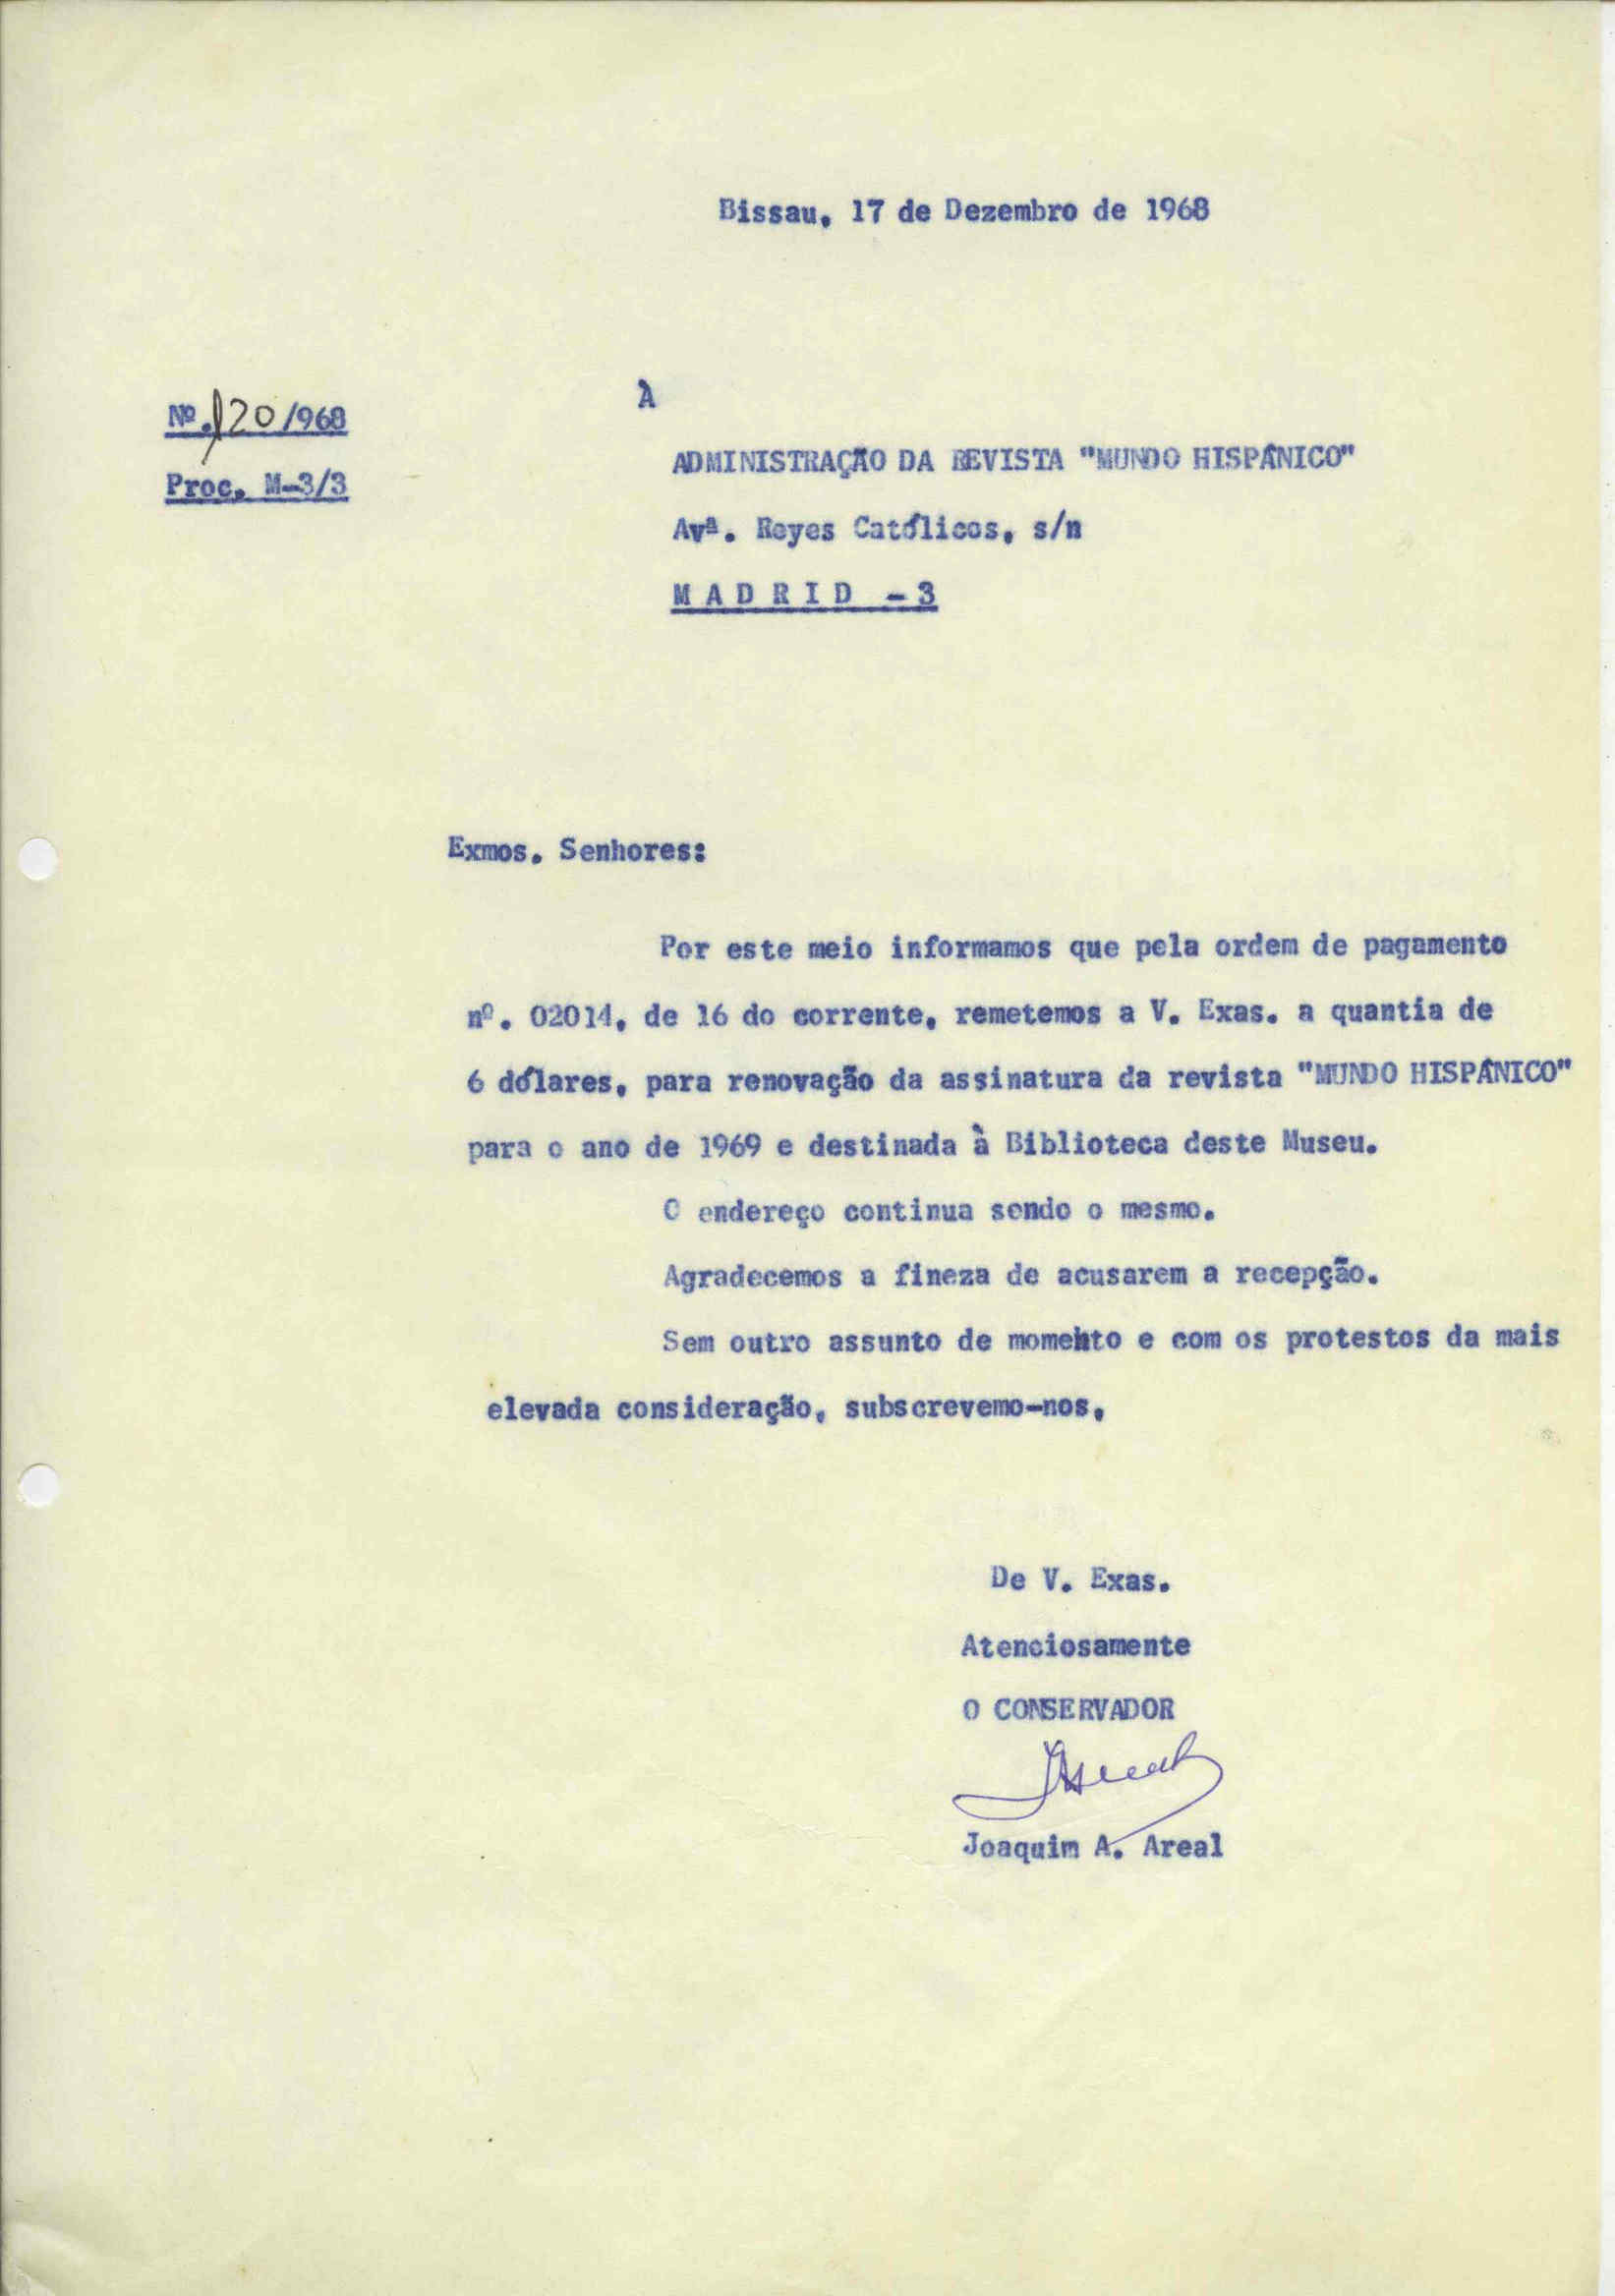 Bissau, 17 de Dezembro de 1968
Nº.120/968
Proc. M-3/3
À
ADMINISTRAÇÃO DA REVISTA "MUNDO HISPÂNICO"
Avª. Reyes Católicos, s/n
M A D R I D - 3
Exmos. Senhores:
Por este meio informamos que pela ordem de pagamento
nº. 02014, de 16 do corrente, remetemos a V. Exas. a quantia de
6 dólares, para renovação da assinatura da revista "MUNDO HISPÂNICO"
para o ano de 1969 e destinada à Biblioteca deste Museu.
O endereço continua sendo o mesmo.
Agradecemos a fineza de acusarem a recepção.
Sem outro assunto de momento e com os protestos da mais
elevada consideração, subscrevemo-nos,
De V. Exas.
Atenciosamente
O CONSERVADOR
JAreal
Joaquim A. Areal